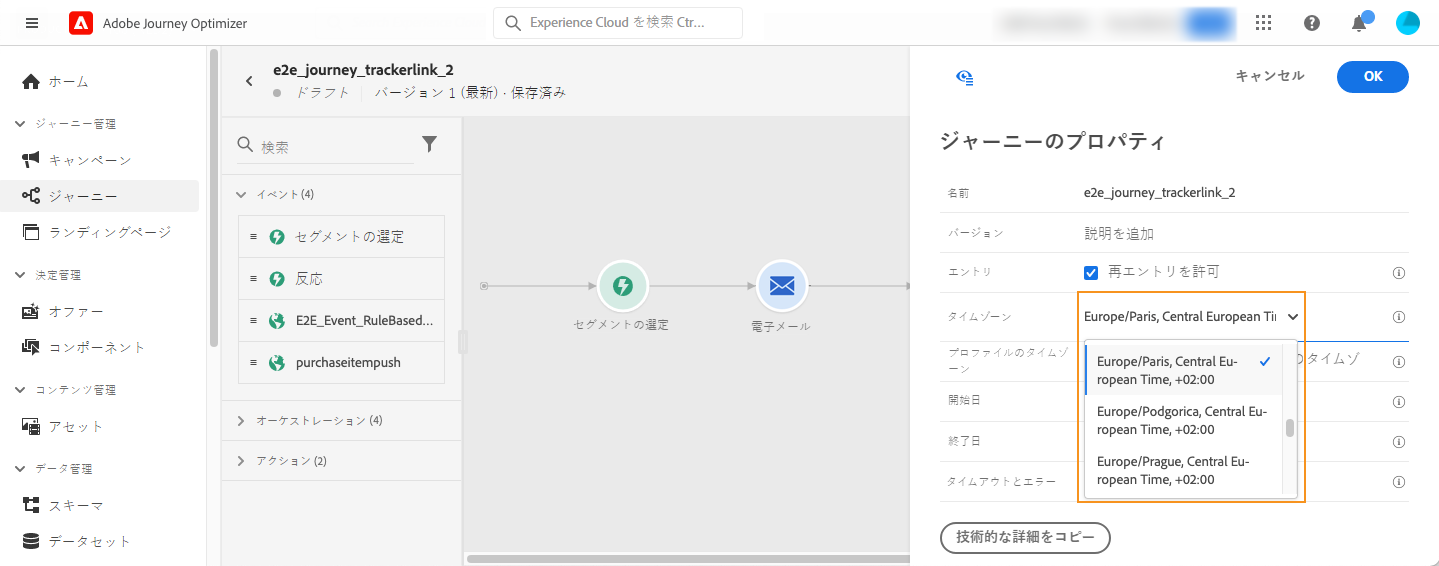 Adobe Journey Optimizer
Experience Cloud を検索 Ctr...
ホーム
ジャーニー管理
キャンペーン
ジャーニー
ランディングページ
決定管理
オファー
コンポーネント
コンテンツ管理
アセット
データ管理
スキーマ
データセット
e2e_journey_trackerlink_2
ドラフト
バージョン 1 (最新) · 保存済み
検索
イベント (4)
セグメントの選定
反応
E2E_Event_RuleBased...
purchaseitempush
オーケストレーション (4)
アクション (2)
セグメントの選定
電子メール
キャンセル
OK
ジャーニーのプロパティ
名前
e2e_journey_trackerlink_2
バージョン
説明を追加
エントリ
再エントリを許可
タイムゾーン
Europe/Paris, Central European Ti
プロファイルのタイムゾ
ーン
のタイムゾ
Europe/Paris, Central Eu-
ropean Time, +02:00
Europe/Podgorica, Central Eu-
ropean Time, +02:00
Europe/Prague, Central Eu-
ropean Time, +02:00
開始日
終了日
タイムアウトとエラー
技術的な詳細をコピー